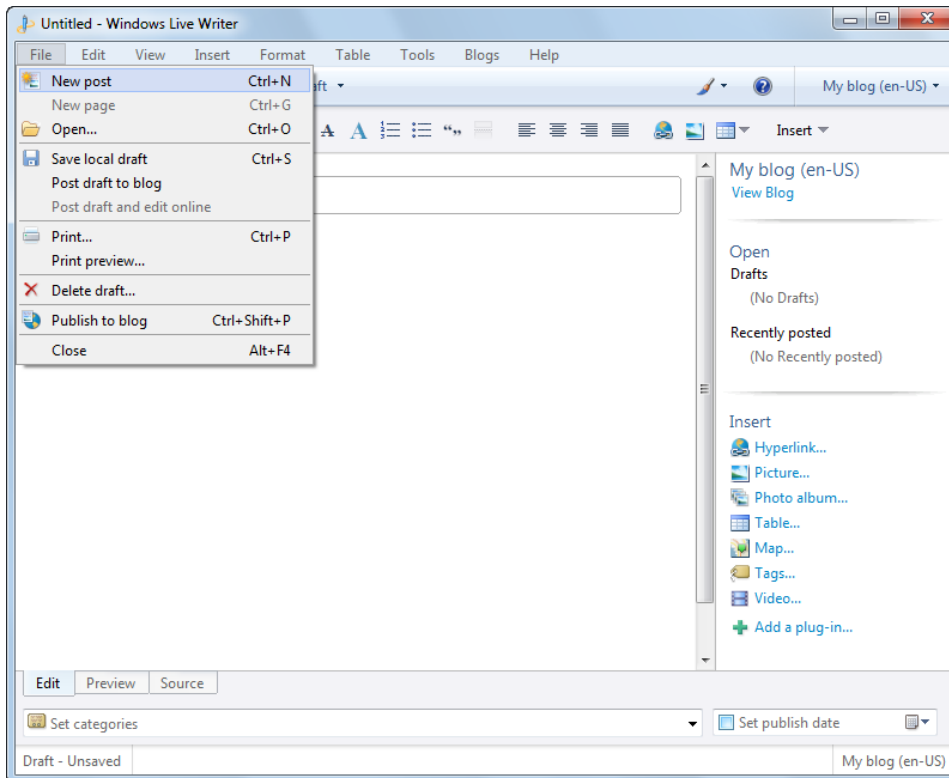 Untitled - Windows Live Writer
File Edit View Insert Format Table Tools Blogs Help
New post Ctrl+N
My blog (en-US)
New page Ctrl+G
Open... Ctrl+O
Insert
Save local draft Ctrl+S
Post draft to blog
Post draft and edit online
Print... Ctrl+P
Print preview...
Delete draft...
Publish to blog Ctrl+Shift+P
Close Alt+F4
My blog (en-US)
View Blog
Open
Drafts
(No Drafts)
Recently posted
(No Recently posted)
Insert
Hyperlink...
Picture...
Photo album...
Table...
Map...
Tags...
Video...
Add a plug-in...
Edit Preview Source
Set categories
Set publish date
Draft - Unsaved
My blog (en-US)